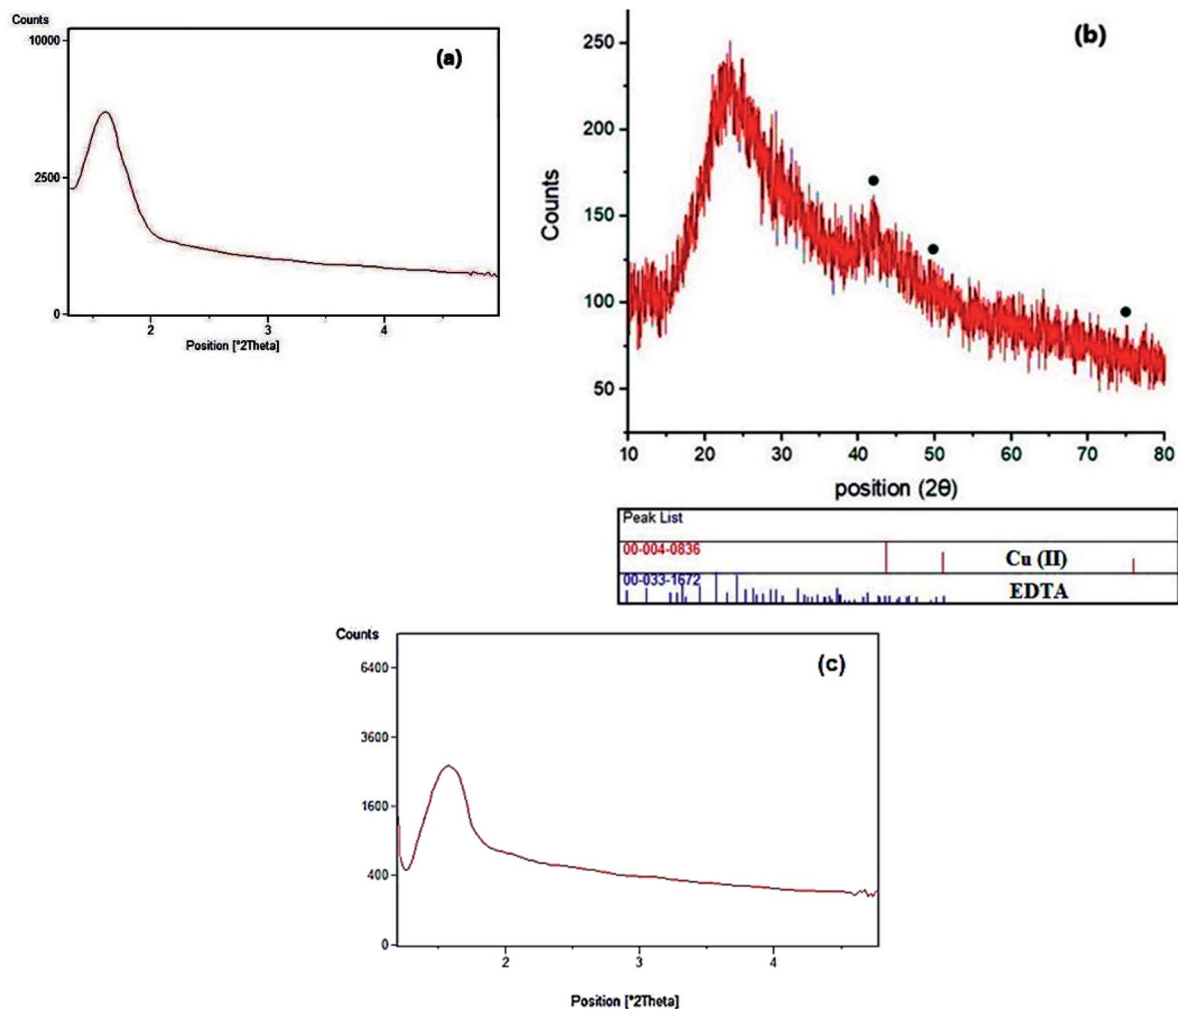 Counts
10000
(a)
2500
0
2 3 4
Position [°2Theta]
(b)
250
200
150
100
50
Counts
10 20 30 40 50 60 70 80
position (2θ)
Peak List
00-004-0836 Cu (II)
00-033-1672 EDTA
Counts
6400
(c)
3600
1600
400
0
2 3 4
Position [°2Theta]